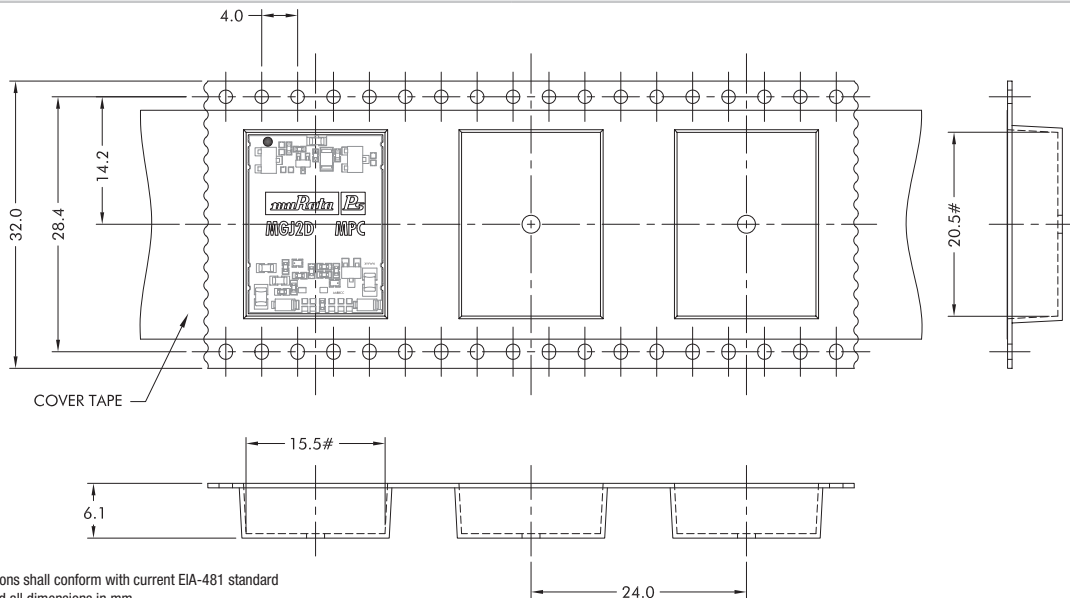 4.0
32.0
28.4
14.2
muRata Ps
MGJ2D MPC
20.5#
COVER TAPE
15.5#
6.1
ons shall conform with current EIA-481 standard
d all dimensions in mm
24.0